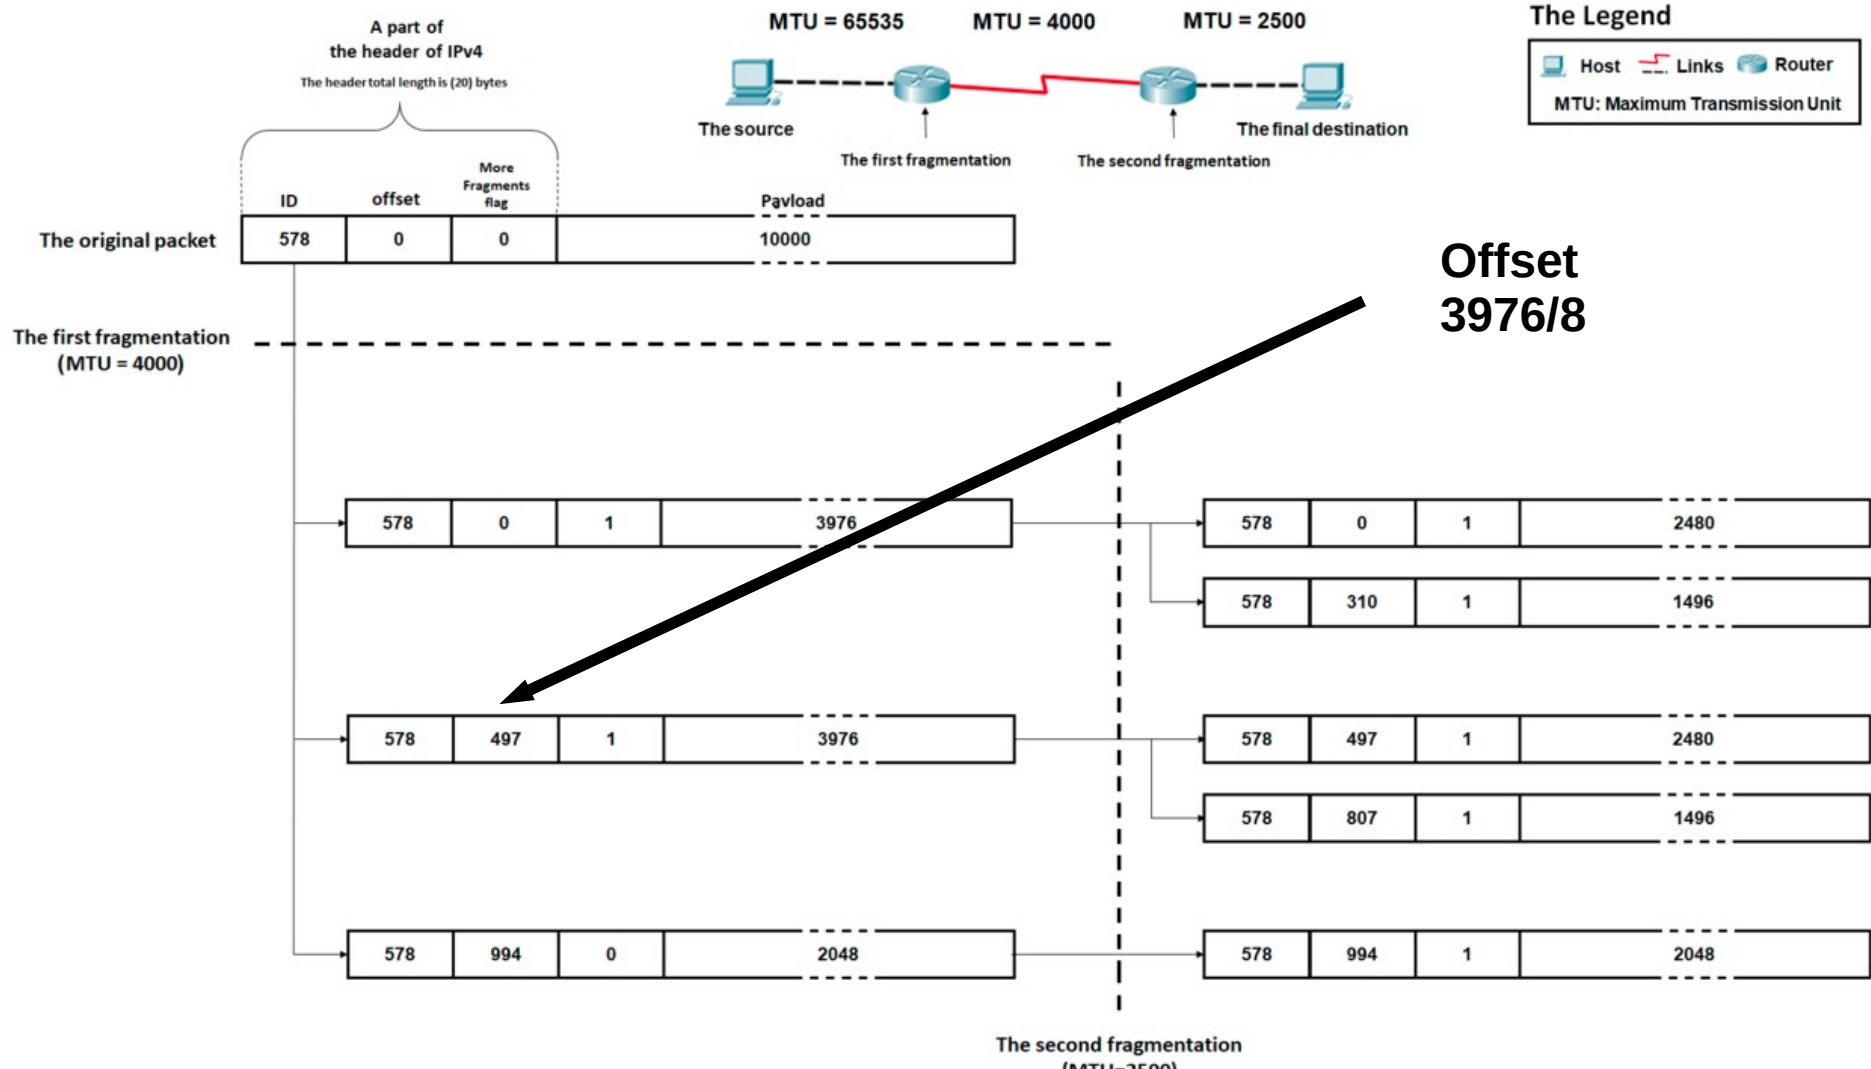 A part of
the header of IPv4
The header total length is (20) bytes
MTU = 65535 MTU = 4000 MTU = 2500
The source
The final destination
The first fragmentation
The second fragmentation
The Legend
Host Links Router
MTU: Maximum Transmission Unit
ID offset
More
Fragments
flag
Payload
The original packet 578 0 0 10000
Offset
3976/8
The first fragmentation
(MTU = 4000)
578 0 1 3976
578 0 1 2480
578 310 1 1496
578 497 1 3976
578 497 1 2480
578 807 1 1496
578 994 0 2048
578 994 1 2048
The second fragmentation
(MTU=2500)